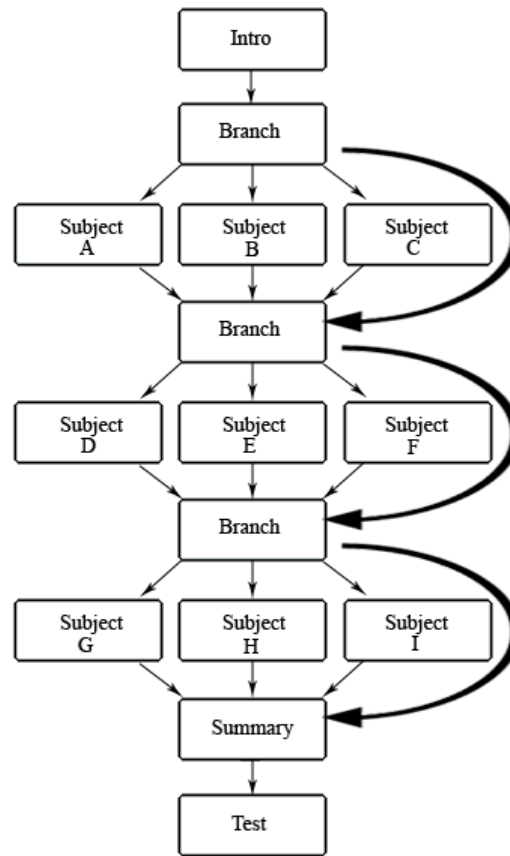 Intro
Branch
Subject
A
Subject
B
Subject
C
Branch
Subject
D
Subject
E
Subject
F
Branch
Subject
G
Subject
H
Subject
I
Summary
Test